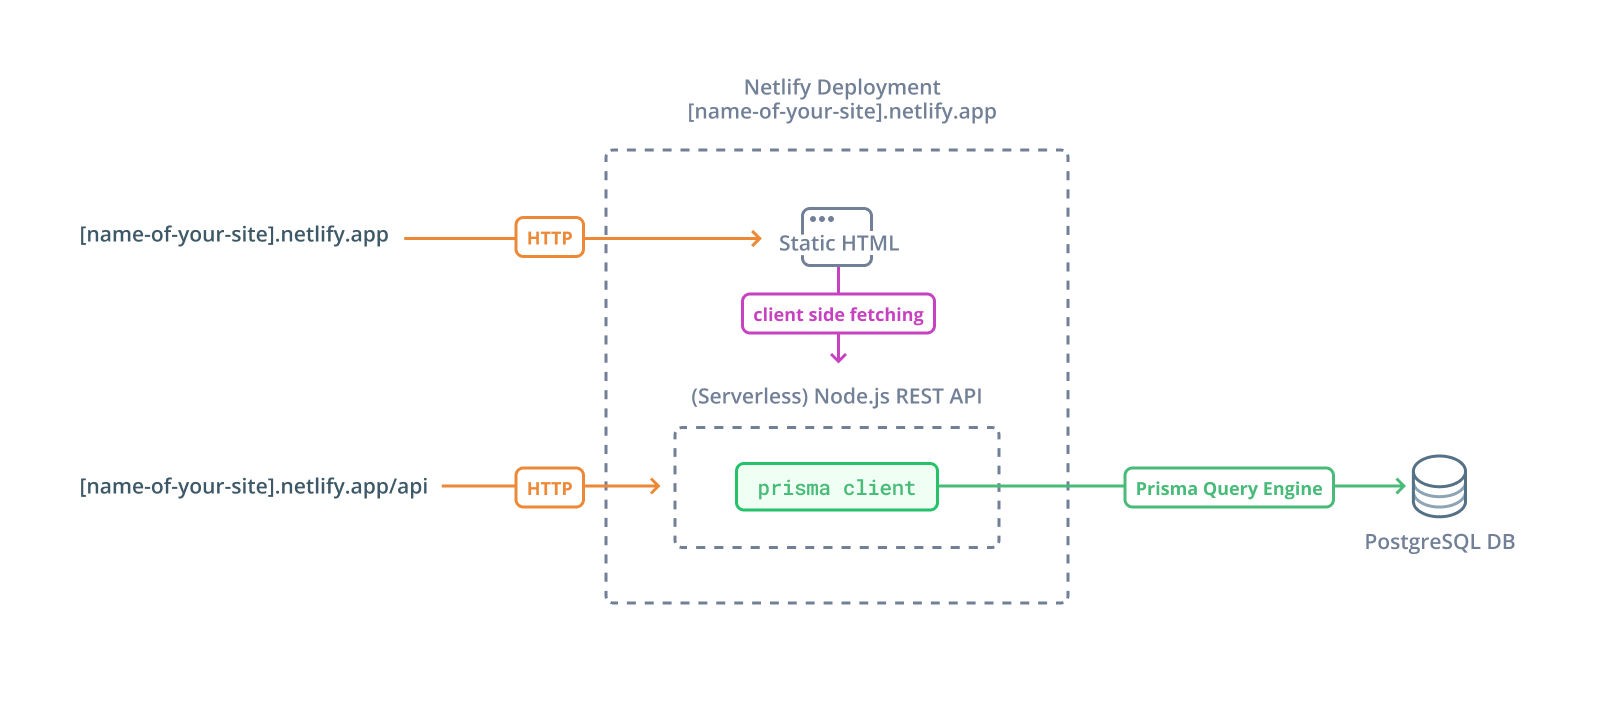 Netlify Deployment
[name-of-your-site].netlify.app
[name-of-your-site].netlify.app
HTTP
Static HTML
client side fetching
(Serverless) Node.js REST API
[name-of-your-site].netlify.app/api
HTTP
prisma client
Prisma Query Engine
PostgreSQL DB